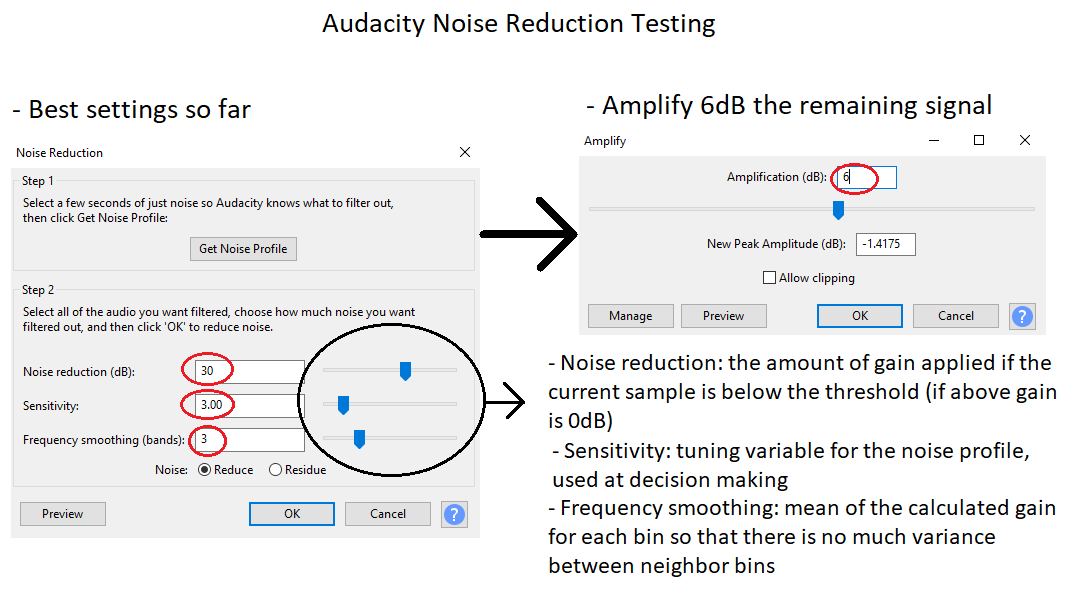 Audacity Noise Reduction Testing
- Best settings so far
Noise Reduction
Step 1
Select a few seconds of just noise so Audacity knows what to filter out,
then click Get Noise Profile:
Get Noise Profile
Step 2
Select all of the audio you want filtered, choose how much noise you want
filtered out, and then click 'OK' to reduce noise.
Noise reduction (dB): 30
Sensitivity: 3.00
Frequency smoothing (bands): 3
Noise: Reduce Residue
Preview OK Cancel ?
- Amplify 6dB the remaining signal
Amplify
Amplification (dB): 6
New Peak Amplitude (dB): -1.4175
Allow clipping
Manage Preview OK Cancel ?
- Noise reduction: the amount of gain applied if the
current sample is below the threshold (if above gain
is 0dB)
- Sensitivity: tuning variable for the noise profile,
used at decision making
- Frequency smoothing: mean of the calculated gain
for each bin so that there is no much variance
between neighbor bins